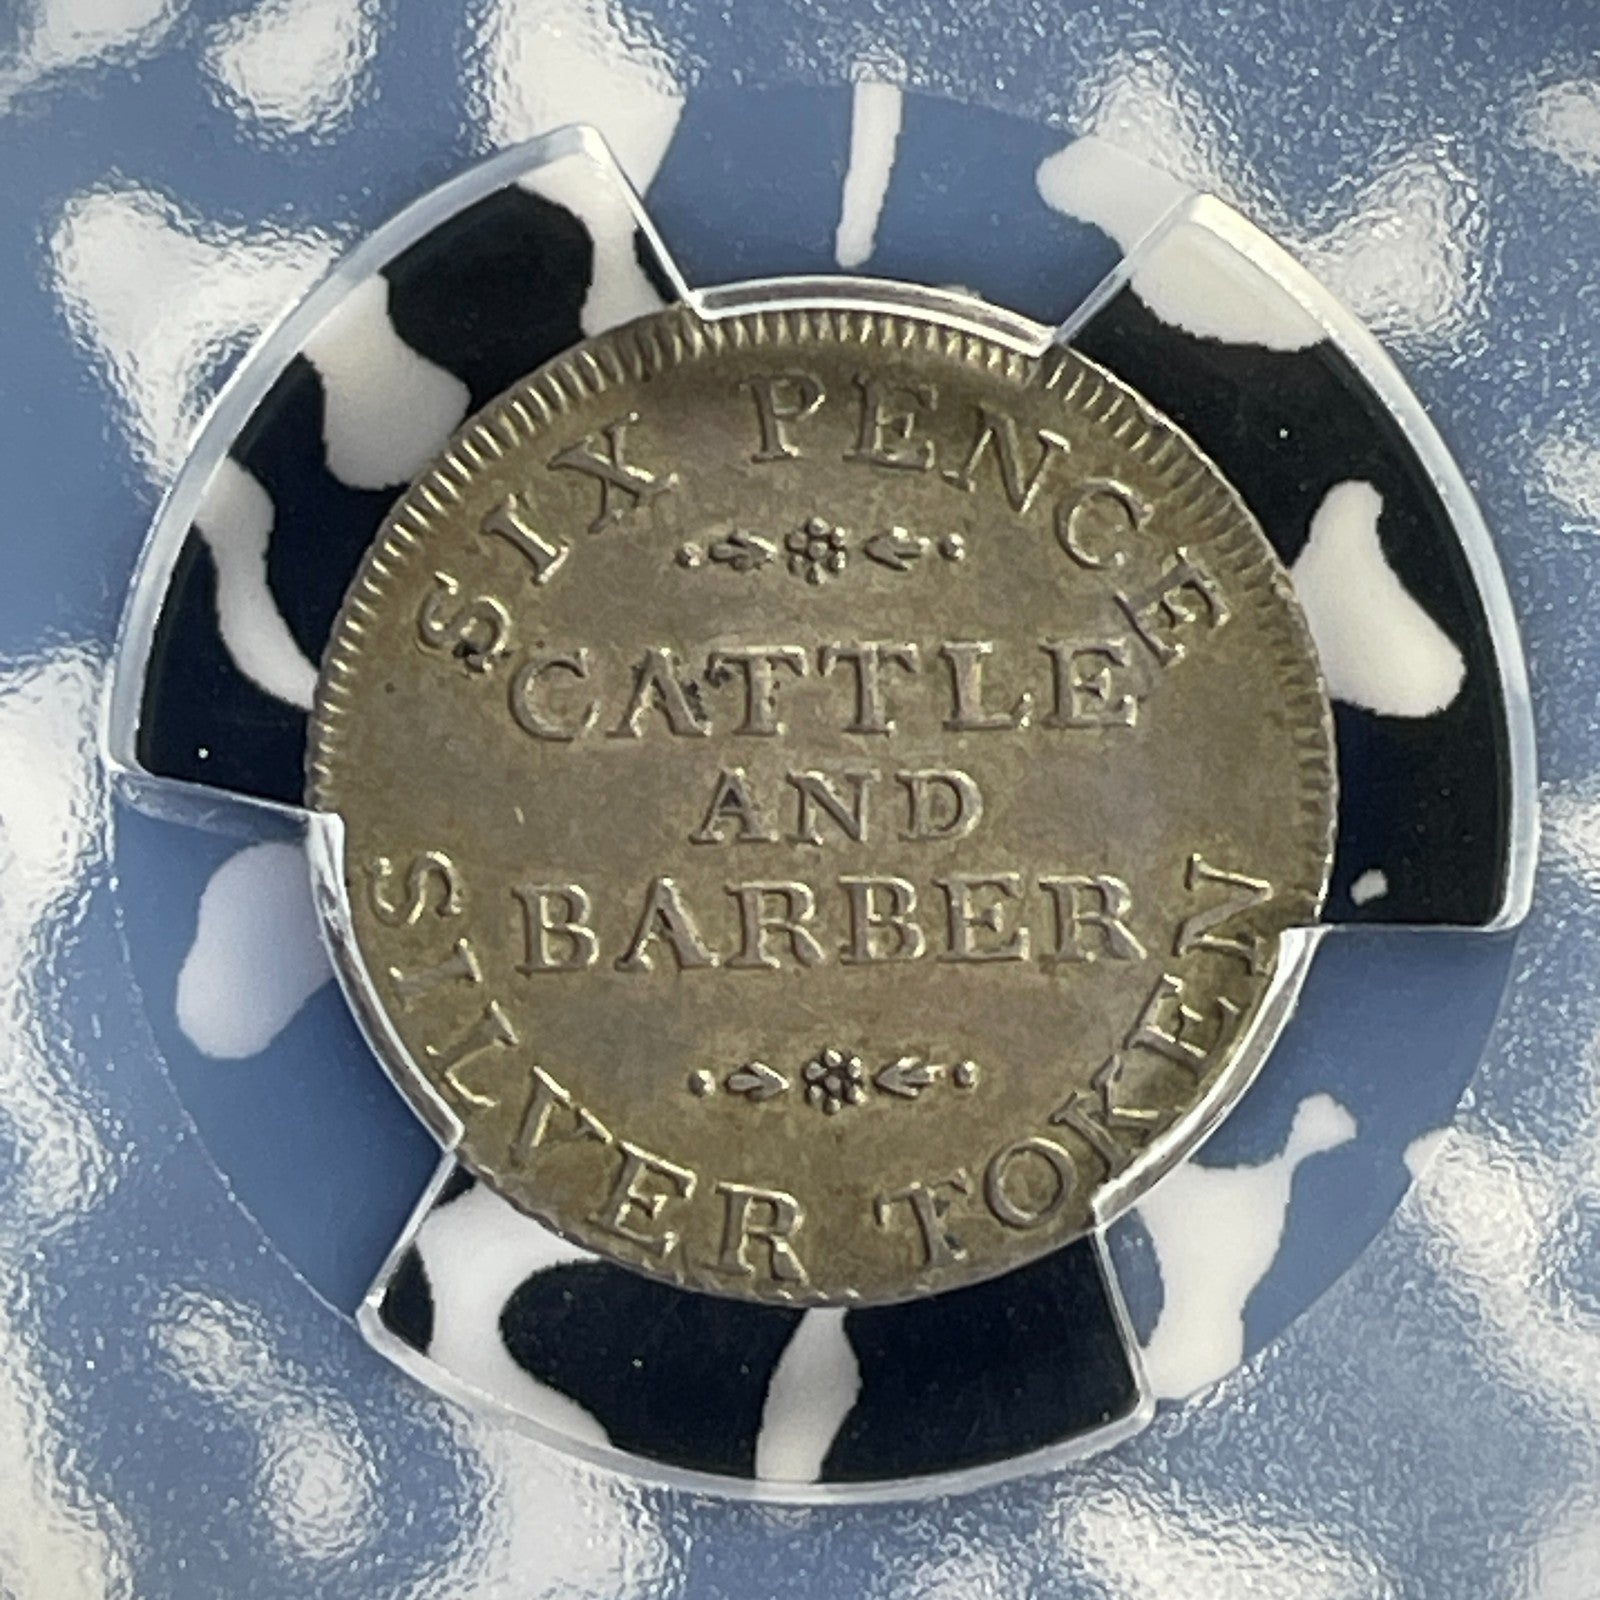 SIX PENCE
CATTLE
AND
BARBER
SILVER TOKEN